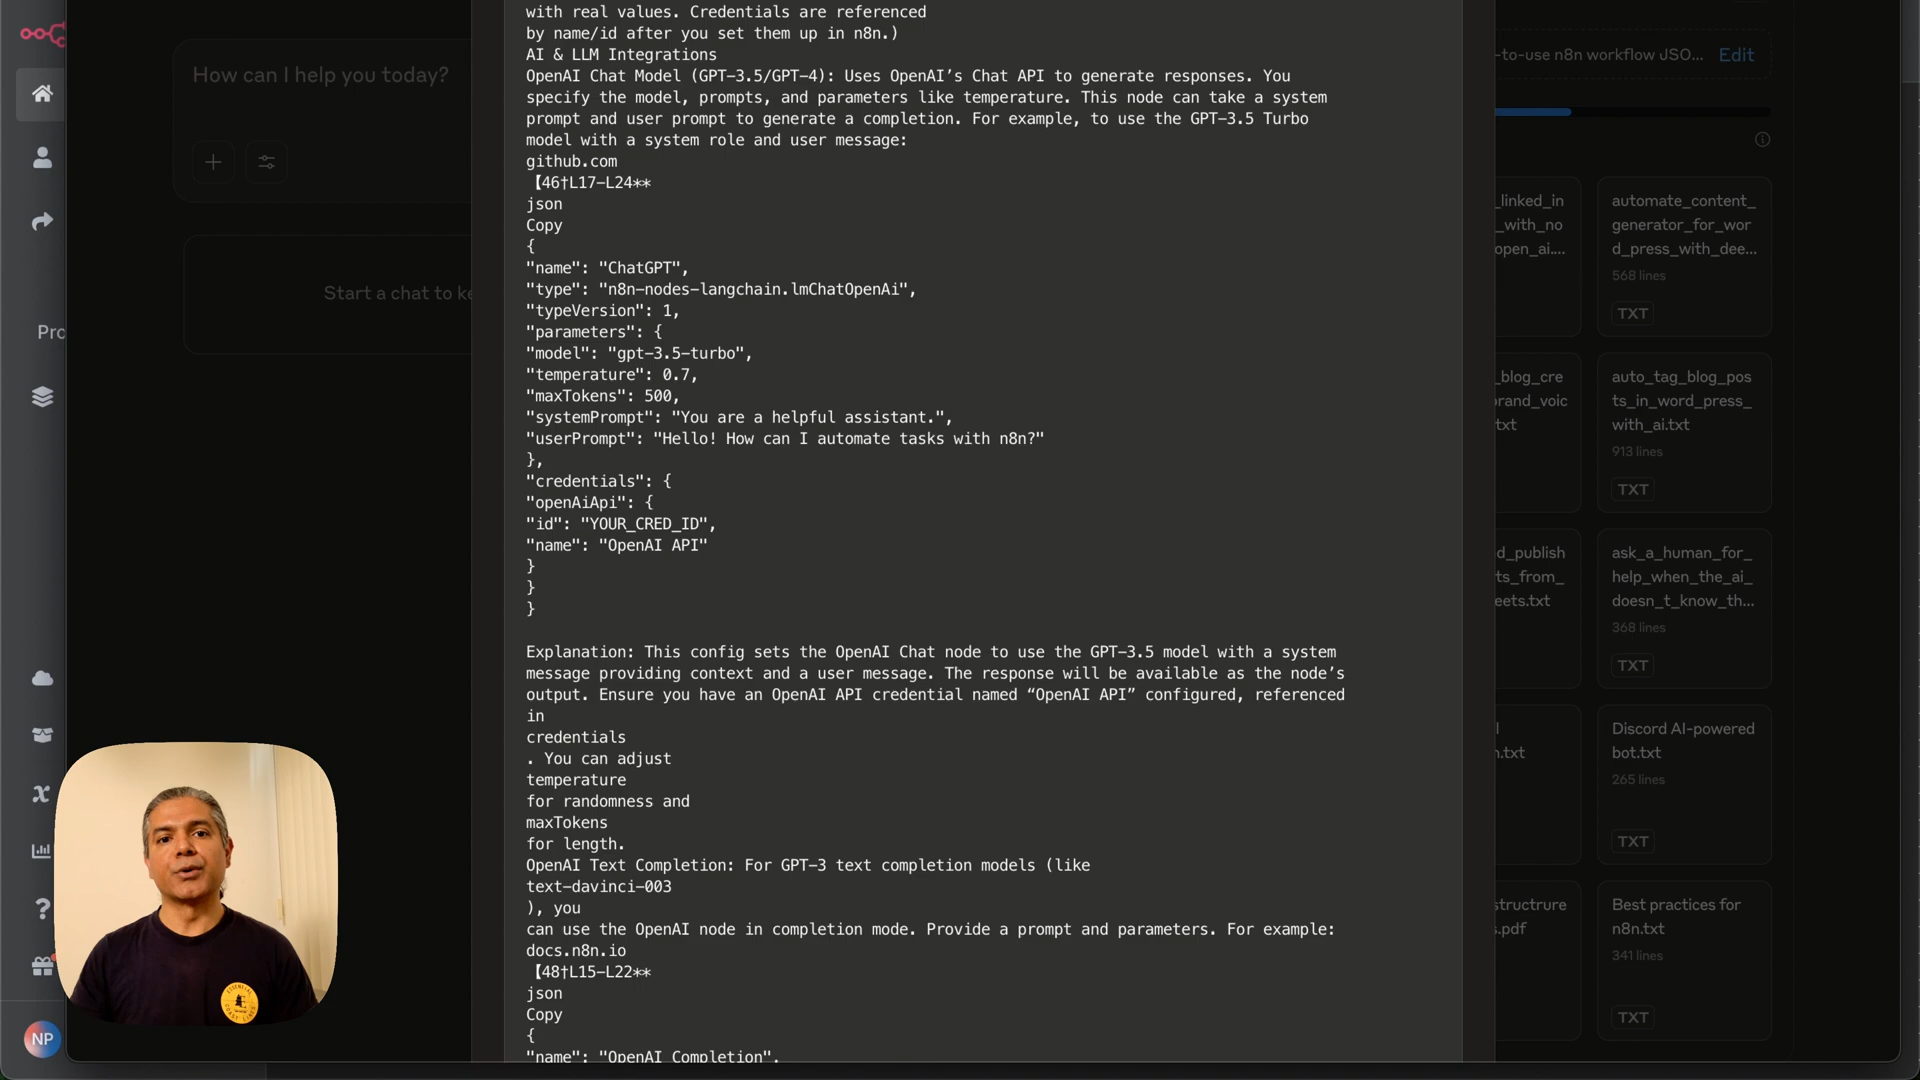 with real values. Credentials are referenced
by name/id after you set them up in n8n.)
AI & LLM Integrations
OpenAI Chat Model (GPT-3.5/GPT-4): Uses OpenAI’s Chat API to generate responses. You
specify the model, prompts, and parameters like temperature. This node can take a system
prompt and user prompt to generate a completion. For example, to use the GPT-3.5 Turbo
model with a system role and user message:
github.com
【46†L17-L24**
json
Copy
{
"name": "ChatGPT",
"type": "n8n-nodes-langchain.lmChatOpenAi",
"typeVersion": 1,
"parameters": {
"model": "gpt-3.5-turbo",
"temperature": 0.7,
"maxTokens": 500,
"systemPrompt": "You are a helpful assistant.",
"userPrompt": "Hello! How can I automate tasks with n8n?"
},
"credentials": {
"openAiApi": {
"id": "YOUR_CRED_ID",
"name": "OpenAI API"
}
}
}
Explanation: This config sets the OpenAI Chat node to use the GPT-3.5 model with a system
message providing context and a user message. The response will be available as the node’s
output. Ensure you have an OpenAI API credential named “OpenAI API” configured, referenced
in
credentials
. You can adjust
temperature
for randomness and
maxTokens
for length.
OpenAI Text Completion: For GPT-3 text completion models (like
text-davinci-003
), you
can use the OpenAI node in completion mode. Provide a prompt and parameters. For example:
docs.n8n.io
【48†L15-L22**
json
Copy
{
"name": "OpenAI Completion",
How can I help you today?
Start a chat to ke
Pro
NP
-to-use n8n workflow JSO...
Edit
_linked_in
_with_no
open_ai....
automate_content_
generator_for_wor
d_press_with_dee...
568 lines
TXT
_blog_cre
rand_voic
txt
auto_tag_blog_pos
ts_in_word_press_
with_ai.txt
913 lines
TXT
d_publish
ts_from_
eets.txt
ask_a_human_for_
help_when_the_ai_
doesn_t_know_th...
368 lines
TXT
n.txt
Discord AI-powered
bot.txt
265 lines
TXT
structure
s.pdf
Best practices for
n8n.txt
341 lines
TXT